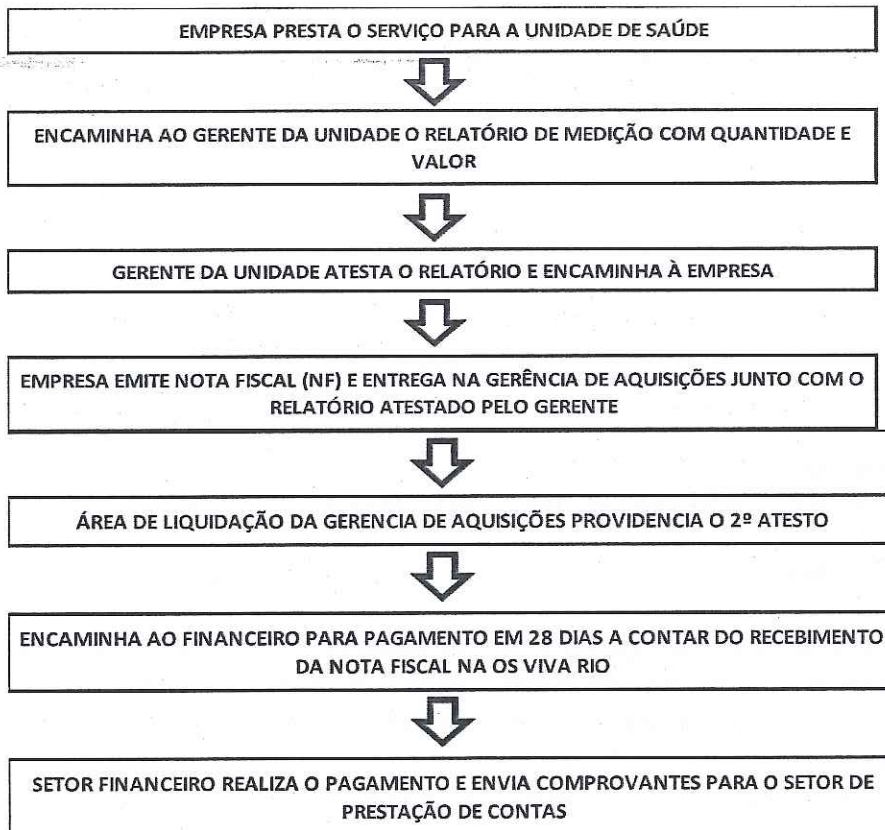 EMPRESA PRESTA O SERVIÇO PARA A UNIDADE DE SAÚDE
ENCAMINHA AO GERENTE DA UNIDADE O RELATÓRIO DE MEDIÇÃO COM QUANTIDADE E
VALOR
GERENTE DA UNIDADE ATESTA O RELATÓRIO E ENCAMINHA À EMPRESA
EMPRESA EMITE NOTA FISCAL (NF) E ENTREGA NA GERÊNCIA DE AQUISIÇÕES JUNTO COM O
RELATÓRIO ATESTADO PELO GERENTE
ÁREA DE LIQUIDAÇÃO DA GERENCIA DE AQUISIÇÕES PROVIDENCIA O 2º ATESTO
ENCAMINHA AO FINANCEIRO PARA PAGAMENTO EM 28 DIAS A CONTAR DO RECEBIMENTO
DA NOTA FISCAL NA OS VIVA RIO
SETOR FINANCEIRO REALIZA O PAGAMENTO E ENVIA COMPROVANTES PARA O SETOR DE
PRESTAÇÃO DE CONTAS